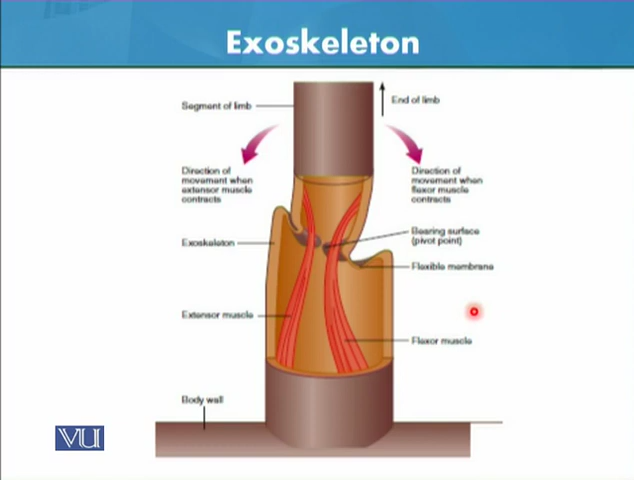 Exoskeleton
Segment of limb
End of limb
Direction of
movement when
extensor muscle
contracts
Direction of
movement when
flexor muscle
contracts
Bearing surface
(pivot point)
Exoskeleton
Flexible membrane
Extensor muscle
Flexor muscle
Body wall
VU